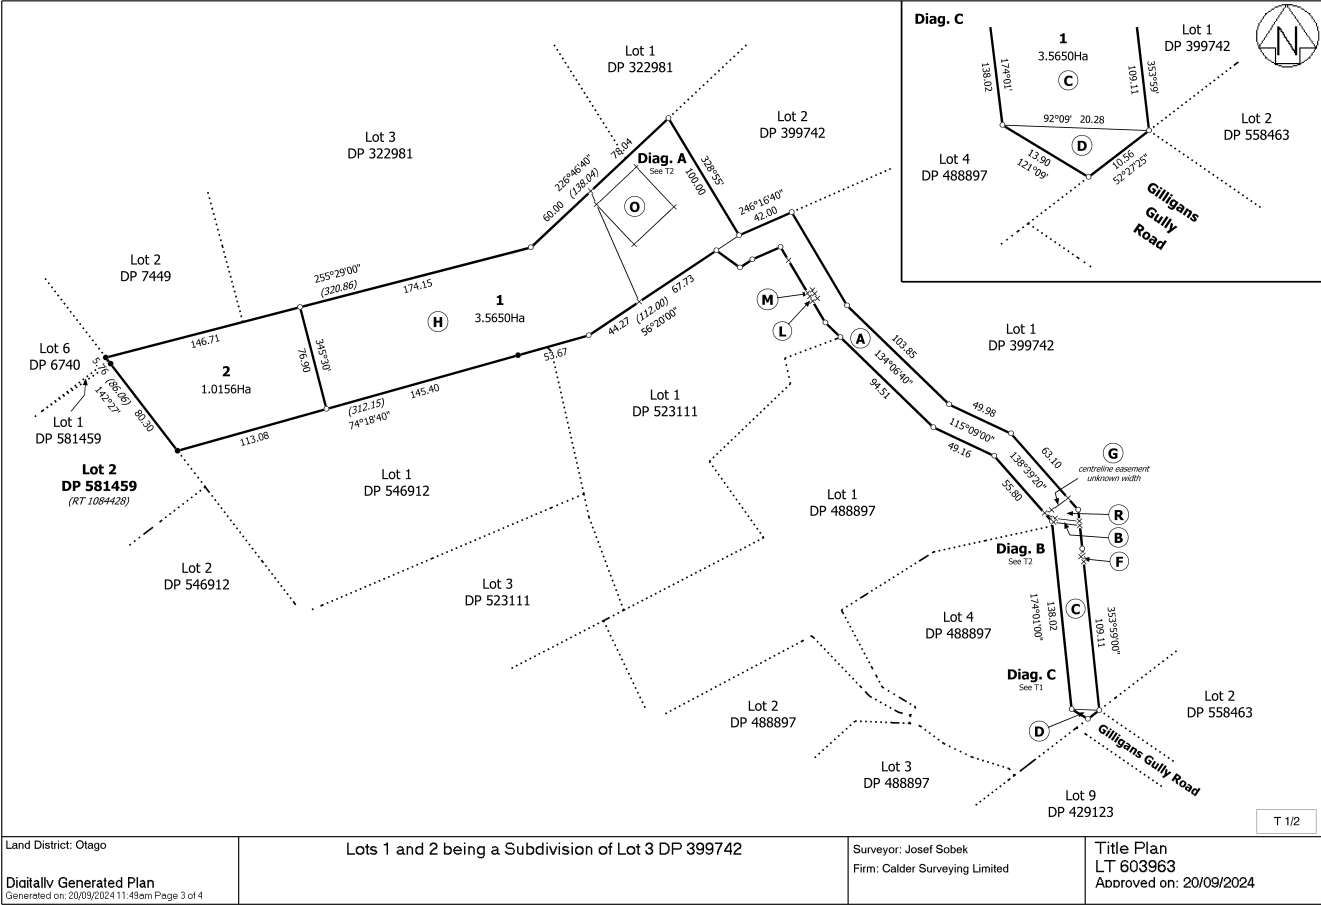 Diag. C
N
1
3.5650Ha
C
Lot 1
DP 399742
174°01'
138.02
353°59'
109.11
92°09' 20.28
D
13.90
121°09'
10.56
52°27'25"
Lot 2
DP 558463
Lot 4
DP 488897
Gilligans
Gully
Road
Lot 1
DP 322981
Lot 2
DP 399742
Lot 3
DP 322981
Diag. A
See T2
78.04
226°46'40"
(138.04)
60.00
O
328°55'
100.00
246°16'40"
42.00
Lot 2
DP 7449
255°29'00"
(320.86)
174.15
1
3.5650Ha
H
67.73
(112.00)
56°20'00"
44.27
M
L
A
Lot 6
DP 6740
146.71
2
1.0156Ha
345°30'
76.90
53.67
145.40
(312.15)
74°18'40"
113.08
5.76
(86.06)
142°27'
80.30
Lot 1
DP 581459
Lot 2
DP 581459
(RT 1084428)
Lot 1
DP 399742
103.85
134°06'40"
94.51
Lot 1
DP 523111
49.98
115°09'00"
49.16
63.10
138°39'20"
55.80
G
centreline easement
unknown width
R
B
F
Lot 1
DP 546912
Lot 1
DP 488897
Diag. B
See T2
Lot 2
DP 546912
Lot 3
DP 523111
Lot 4
DP 488897
138.02
174°01'00"
C
353°59'00"
109.11
Diag. C
See T1
D
Lot 2
DP 558463
Lot 2
DP 488897
Gilligans Gully Road
Lot 3
DP 488897
Lot 9
DP 429123
T 1/2
Land District: Otago
Digitally Generated Plan
Generated on: 20/09/2024 11:49am Page 3 of 4
Lots 1 and 2 being a Subdivision of Lot 3 DP 399742
Surveyor: Josef Sobek
Firm: Calder Surveying Limited
Title Plan
LT 603963
Approved on: 20/09/2024